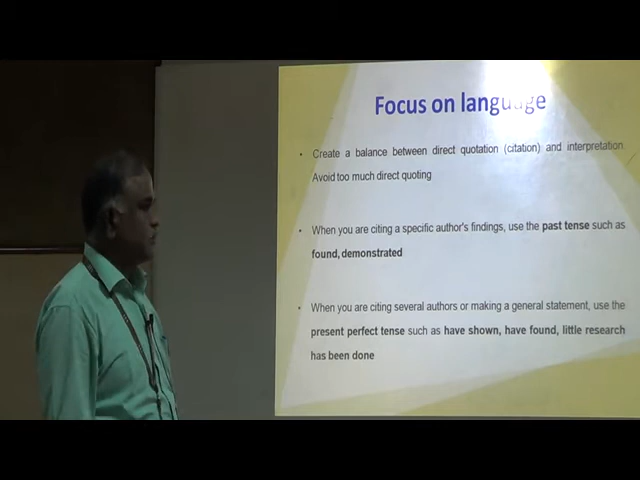 Focus on language
• Create a balance between direct quotation (citation) and interpretation.
Avoid too much direct quoting
• When you are citing a specific author's findings, use the past tense such as
found, demonstrated
• When you are citing several authors or making a general statement, use the
present perfect tense such as have shown, have found, little research
has been done